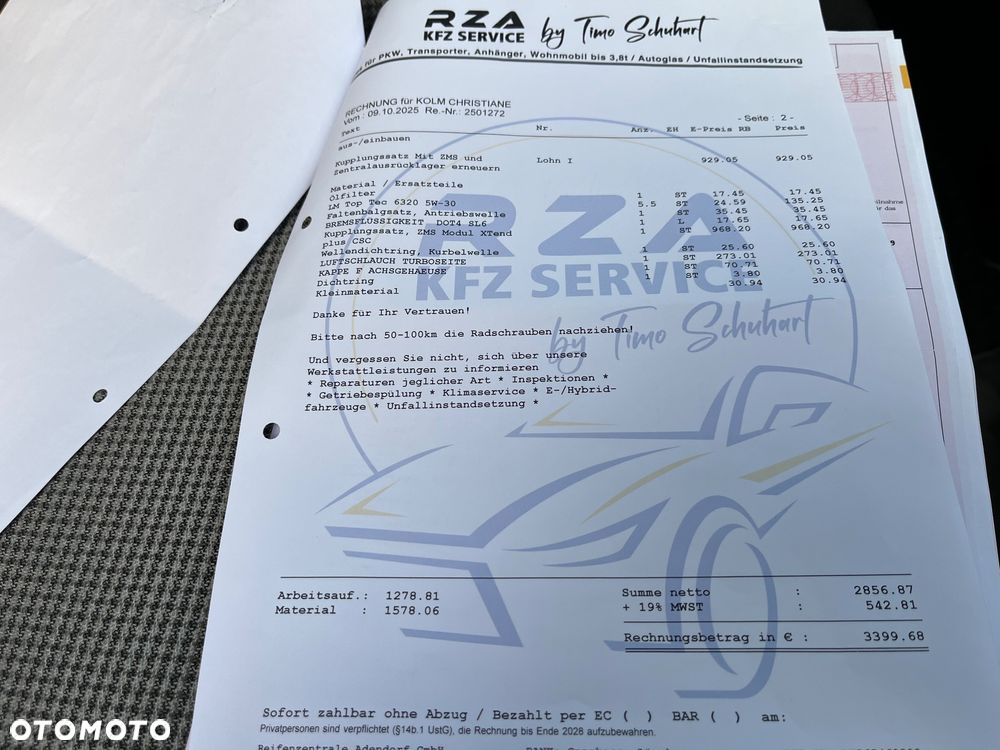 RZA
KFZ SERVICE by Timo Schuhart
für PKW, Transporter, Anhänger, Wohnmobil bis 3,8t / Autoglas / Unfallinstandsetzung
RECHNUNG für KOLM CHRISTIANE
Vom : 09.10.2025 Re.-Nr.: 2501272 - Seite : 2 -
Text Nr. Anz. EH E-Preis RB Preis
aus-/einbauen
Kupplungssatz Mit ZMS und Lohn I 929.05 929.05
Zentralausrücklager erneuern
Material / Ersatzteile
Ölfilter 1 ST 17.45 17.45
LM Top Tec 6320 5W-30 5.5 ST 24.59 135.25
Faltenbalgsatz, Antriebswelle 1 ST 35.45 35.45
BREMSFLÜSSIGKEIT DOT4 SL6 1 L 17.65 17.65
Kupplungssatz, ZMS Modul XTend 1 ST 968.20 968.20
plus CSC
Wellendichtring, Kurbelwelle 1 ST 25.60 25.60
LUFTSCHLAUCH TURBOSEITE 1 ST 273.01 273.01
KAPPE F ACHSGEHAEUSE 1 ST 70.71 70.71
Dichtring 1 ST 3.80 3.80
Kleinmaterial 30.94 30.94
Danke für Ihr Vertrauen!
Bitte nach 50-100km die Radschrauben nachziehen!
Und vergessen Sie nicht, sich über unsere
Werkstattleistungen zu informieren
* Reparaturen jeglicher Art * Inspektionen *
* Getriebespülung * Klimaservice * E-/Hybrid-
fahrzeuge * Unfallinstandsetzung *
RZA
KFZ SERVICE
by Timo Schuhart
Arbeitsauf.: 1278.81 Summe netto : 2856.87
Material : 1578.06 + 19% MWST : 542.81
Rechnungsbetrag in € : 3399.68
Sofort zahlbar ohne Abzug / Bezahlt per EC ( ) BAR ( ) am:
Privatpersonen sind verpflichtet (§14b.1 UstG), die Rechnung bis Ende 2028 aufzubewahren.
Reifenzentrale Adendorf GmbH
OTOMOTO